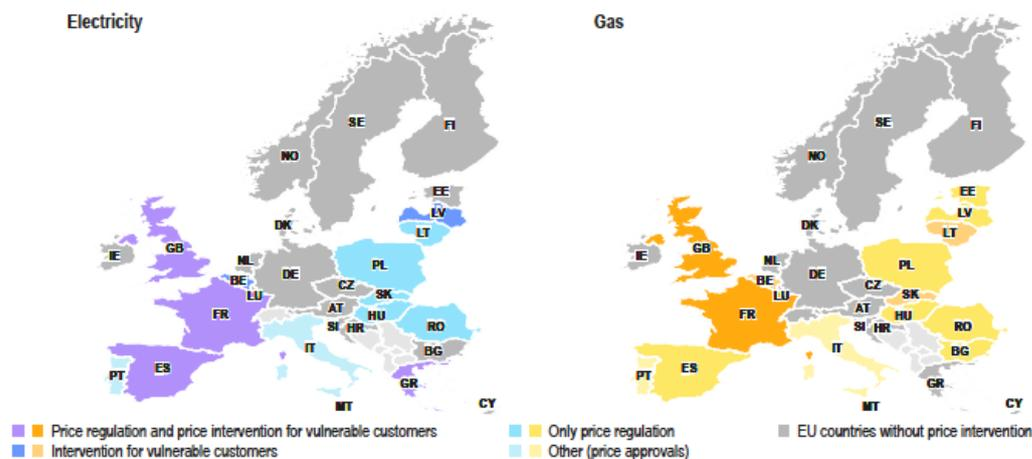 Electricity
Gas
SE
FI
NO
EE
LV
LT
DK
IE
GB
NL
DE
PL
BE
LU
CZ
SK
AT
HU
FR
SI
HR
RO
IT
BG
PT
ES
GR
MT
CY
SE
FI
NO
EE
LV
LT
DK
IE
GB
NL
DE
PL
BE
LU
CZ
SK
AT
HU
FR
SI
HR
RO
IT
BG
PT
ES
GR
MT
CY
Price regulation and price intervention for vulnerable customers
Intervention for vulnerable customers
Only price regulation
Other (price approvals)
EU countries without price intervention